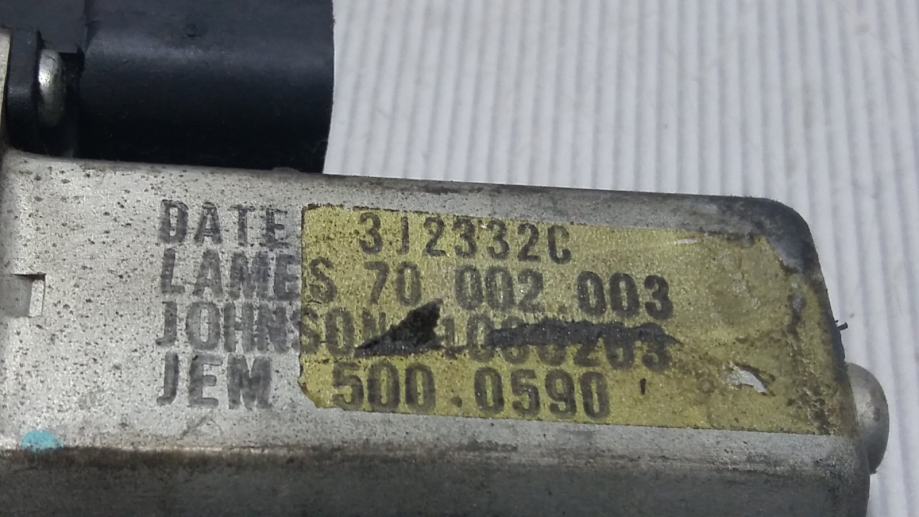 DATE 312332C
LAMES 70 002 003
JOHNSON
JEM 500.0590